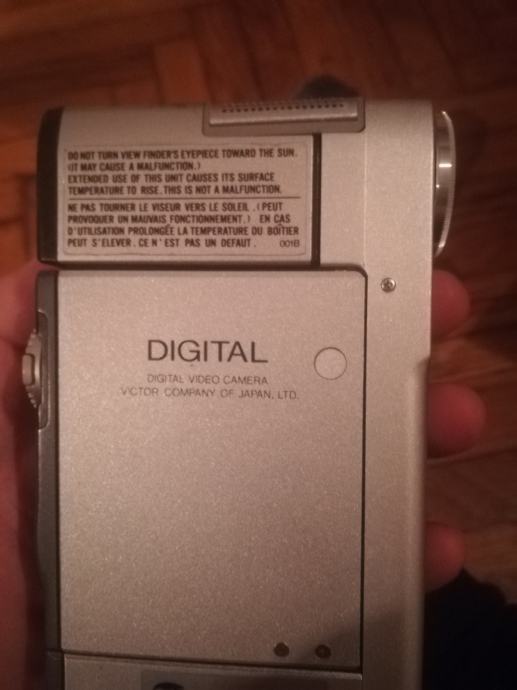 DO NOT TURN VIEW FINDER'S EYEPIECE TOWARD THE SUN.
(IT MAY CAUSE A MALFUNCTION.)
EXTENDED USE OF THIS UNIT CAUSES ITS SURFACE
TEMPERATURE TO RISE. THIS IS NOT A MALFUNCTION.
NE PAS TOURNER LE VISEUR VERS LE SOLEIL .( PEUT
PROVOQUER UN MAUVAIS FONCTIONNEMENT.) EN CAS
D'UTILISATION PROLONGÉE LA TEMPERATURE DU BOITIER
PEUT S'ELEVER. CE N'EST PAS UN DEFAUT. 001B
DIGITAL
DIGITAL VIDEO CAMERA
VICTOR COMPANY OF JAPAN, LTD.